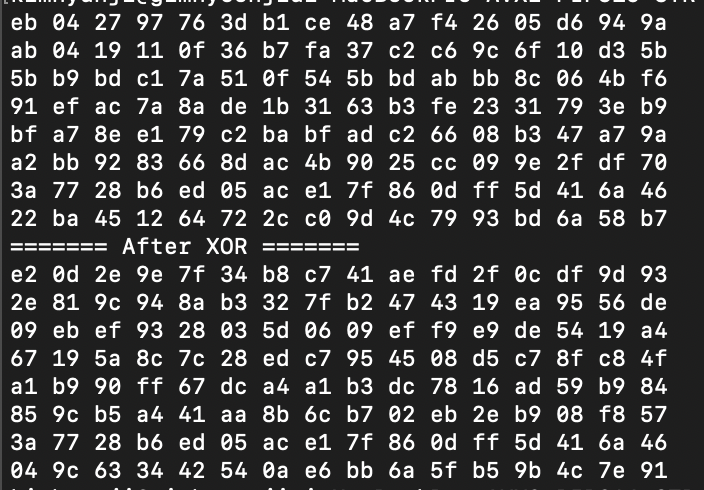 eb 04 27 97 76 3d b1 ce 48 a7 f4 26 05 d6 94 9a
ab 04 19 11 0f 36 b7 fa 37 c2 c6 9c 6f 10 d3 5b
5b b9 bd c1 7a 51 0f 54 5b bd ab bb 8c 06 4b f6
91 ef ac 7a 8a de 1b 31 63 b3 fe 23 31 79 3e b9
bf a7 8e e1 79 c2 ba bf ad c2 66 08 b3 47 a7 9a
a2 bb 92 83 66 8d ac 4b 90 25 cc 09 9e 2f df 70
3a 77 28 b6 ed 05 ac e1 7f 86 0d ff 5d 41 6a 46
22 ba 45 12 64 72 2c c0 9d 4c 79 93 bd 6a 58 b7
======= After XOR =======
e2 0d 2e 9e 7f 34 b8 c7 41 ae fd 2f 0c df 9d 93
2e 81 9c 94 8a b3 32 7f b2 47 43 19 ea 95 56 de
09 eb ef 93 28 03 5d 06 09 ef f9 e9 de 54 19 a4
67 19 5a 8c 7c 28 ed c7 95 45 08 d5 c7 8f c8 4f
a1 b9 90 ff 67 dc a4 a1 b3 dc 78 16 ad 59 b9 84
85 9c b5 a4 41 aa 8b 6c b7 02 eb 2e b9 08 f8 57
3a 77 28 b6 ed 05 ac e1 7f 86 0d ff 5d 41 6a 46
04 9c 63 34 42 54 0a e6 bb 6a 5f b5 9b 4c 7e 91